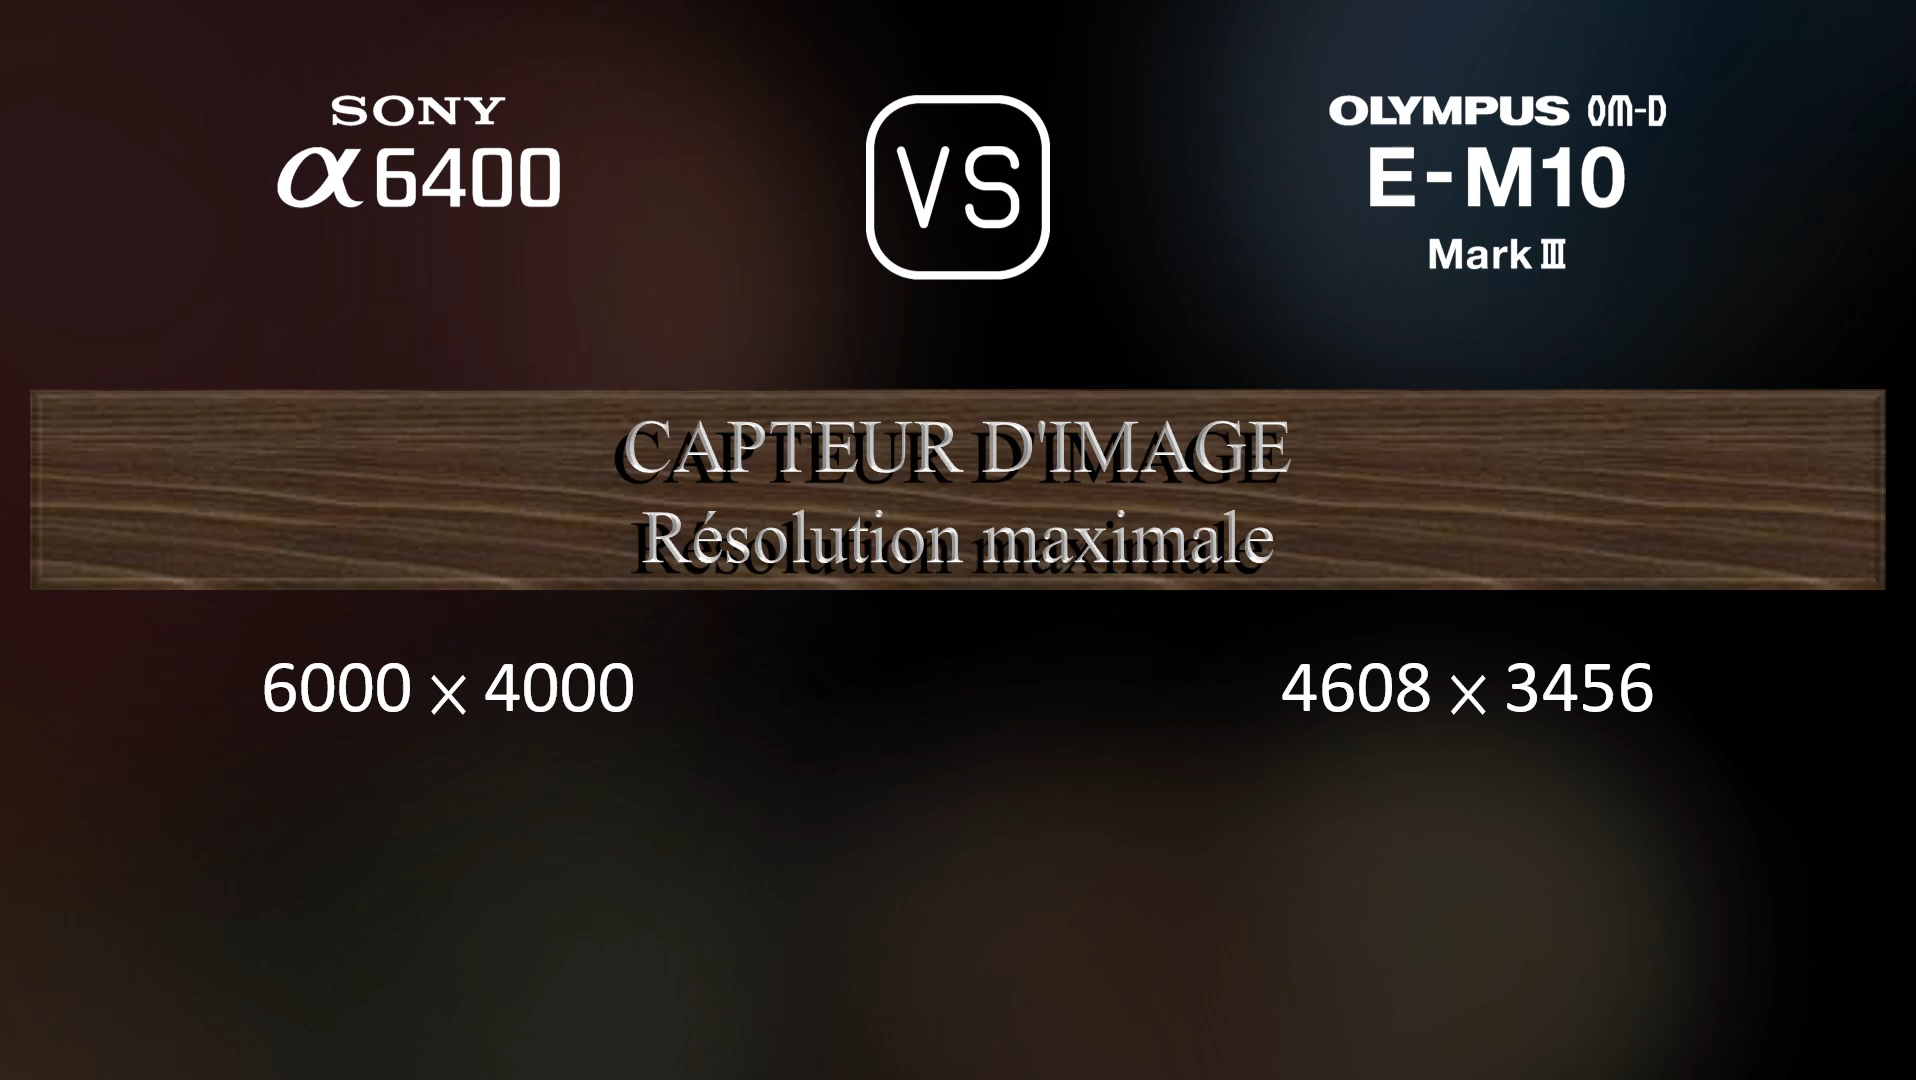 SONY
α6400
VS
OLYMPUS OM-D
E-M10
Mark III
CAPTEUR D'IMAGE
Résolution maximale
6000 x 4000
4608 x 3456